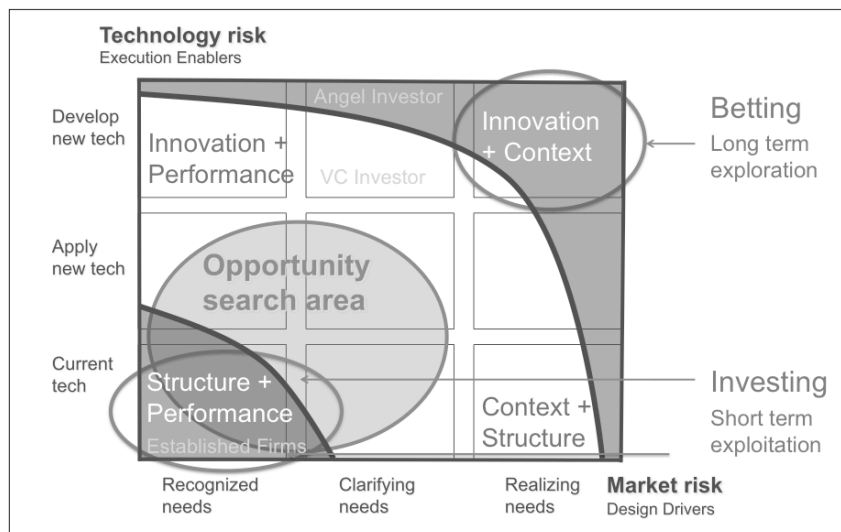 Technology risk
Execution Enablers
Develop
new tech
Angel Investor
Innovation +
Performance
VC Investor
Innovation
+ Context
Betting
Long term
exploration
Apply
new tech
Opportunity
search area
Current
tech
Structure +
Performance
Established Firms
Context +
Structure
Investing
Short term
exploitation
Recognized
needs
Clarifying
needs
Realizing
needs
Market risk
Design Drivers